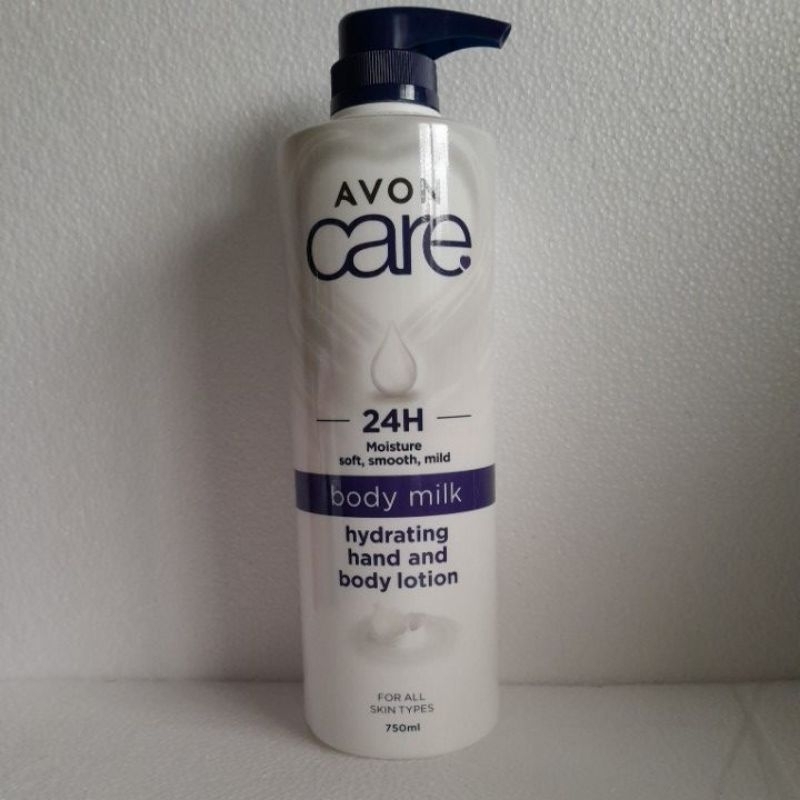 AVON
care
24H
Moisture
soft, smooth, mild
body milk
hydrating
hand and
body lotion
FOR ALL
SKIN TYPES
750ml